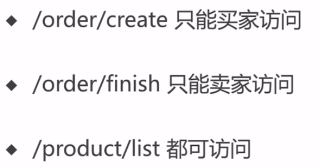 ◆ /order/create 只能买家访问
◆ /order/finish 只能卖家访问
◆ /product/list 都可访问